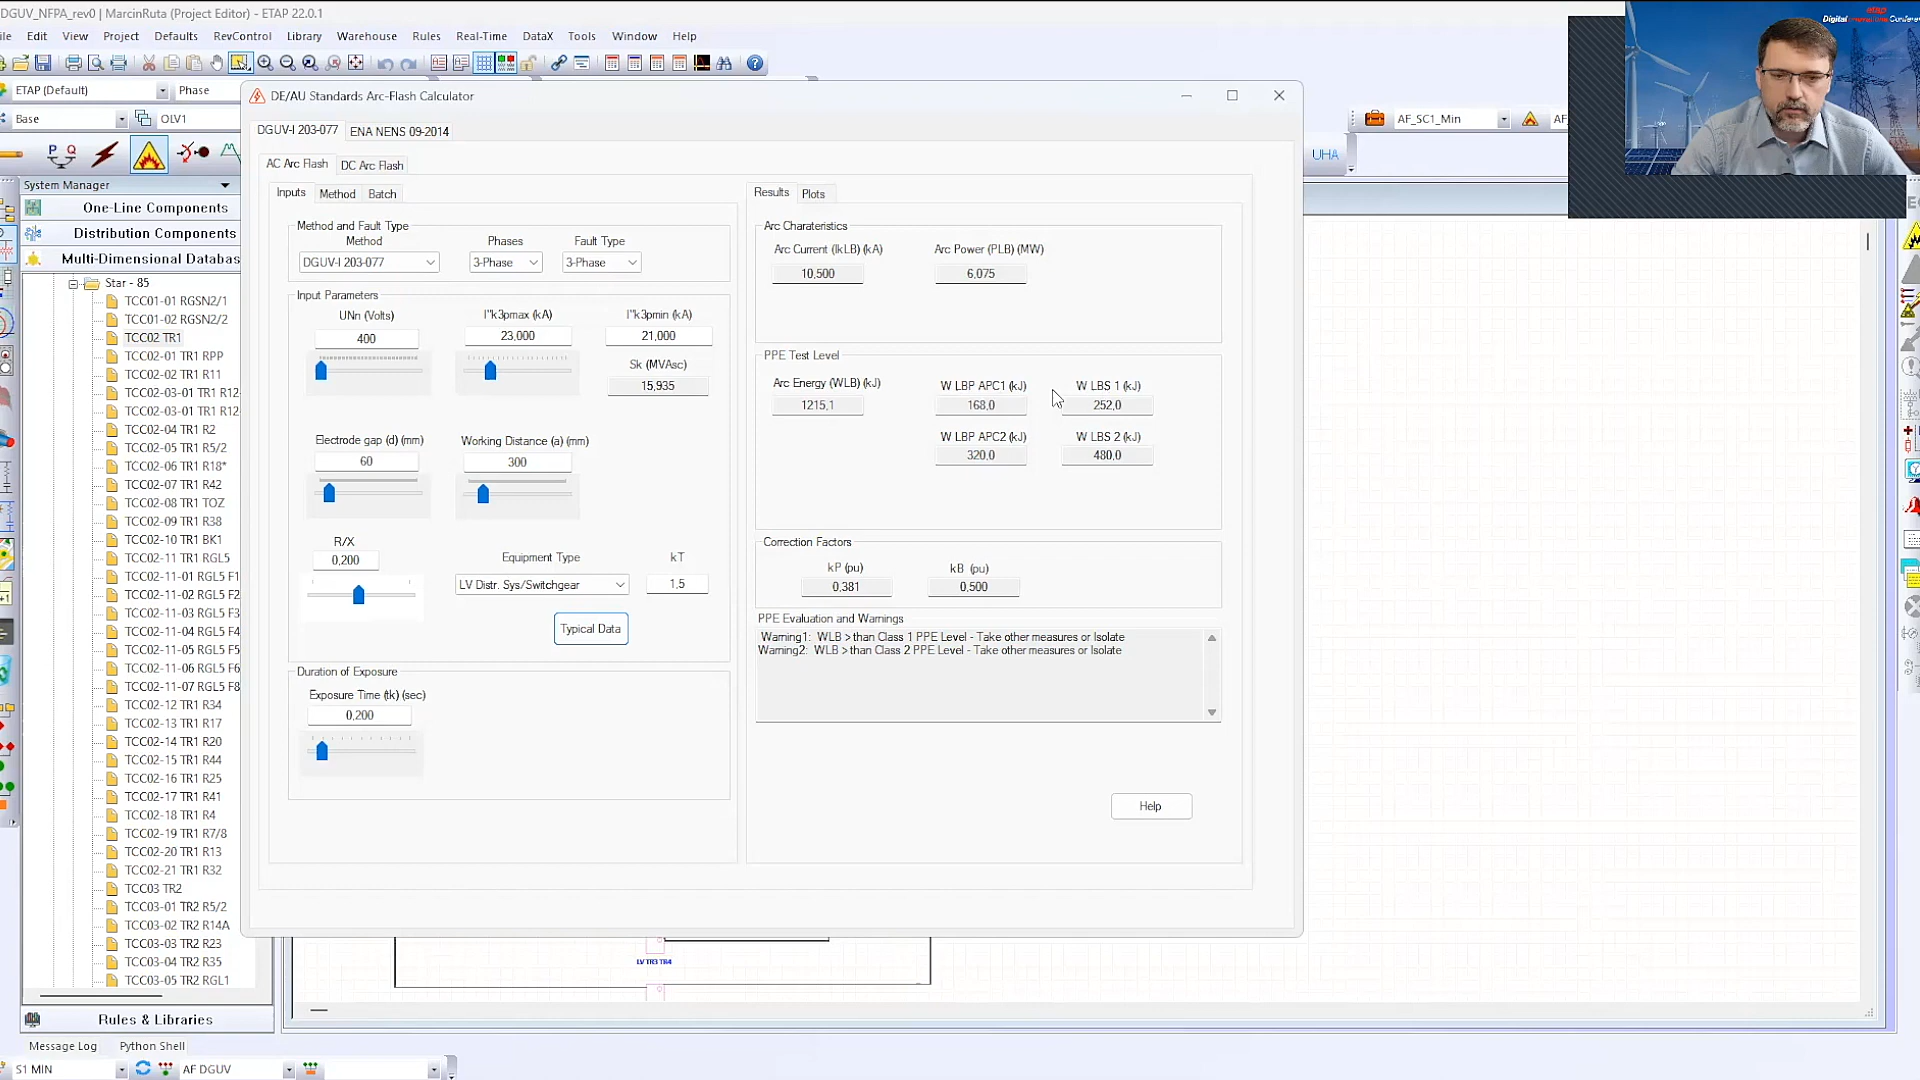 DGUV_NFPA_rev0 | MarcinRuta (Project Editor) - ETAP 22.0.1
ile Edit View Project Defaults RevControl Library Warehouse Rules Real-Time DataX Tools Window Help
ETAP (Default) Phase
Base OLV1
AF_SC1_Min AF
UHA
etap
Digital
DE/AU Standards Arc-Flash Calculator
DGUV-I 203-077 ENA NENS 09-2014
AC Arc Flash DC Arc Flash
Inputs Method Batch
Method and Fault Type
Method Phases Fault Type
DGUV-I 203-077 3-Phase 3-Phase
Input Parameters
UNn (Volts) I"k3pmax (kA) I"k3pmin (kA)
400 23,000 21,000
Sk (MVAsc)
15,935
Electrode gap (d) (mm) Working Distance (a) (mm)
60 300
R/X
0,200
Equipment Type kT
LV Distr. Sys/Switchgear 1,5
Typical Data
Duration of Exposure
Exposure Time (tk) (sec)
0,200
Results Plots
Arc Charateristics
Arc Current (IkLB) (kA) Arc Power (PLB) (MW)
10,500 6,075
PPE Test Level
Arc Energy (WLB) (kJ) W LBP APC1 (kJ) W LBS 1 (kJ)
1215,1 168,0 252,0
W LBP APC2 (kJ) W LBS 2 (kJ)
320,0 480,0
Correction Factors
kP (pu) kB (pu)
0,381 0,500
PPE Evaluation and Warnings
Warning1: WLB > than Class 1 PPE Level - Take other measures or Isolate
Warning2: WLB > than Class 2 PPE Level - Take other measures or Isolate
Help
System Manager
One-Line Components
Distribution Components
Multi-Dimensional Databas
Star - 85
TCC01-01 RGSN2/1
TCC01-02 RGSN2/2
TCC02 TR1
TCC02-01 TR1 RPP
TCC02-02 TR1 R11
TCC02-03-01 TR1 R12
TCC02-03-01 TR1 R12
TCC02-04 TR1 R2
TCC02-05 TR1 R5/2
TCC02-06 TR1 R18*
TCC02-07 TR1 R42
TCC02-08 TR1 TOZ
TCC02-09 TR1 R38
TCC02-10 TR1 BK1
TCC02-11 TR1 RGL5
TCC02-11-01 RGL5 F1
TCC02-11-02 RGL5 F2
TCC02-11-03 RGL5 F3
TCC02-11-04 RGL5 F4
TCC02-11-05 RGL5 F5
TCC02-11-06 RGL5 F6
TCC02-11-07 RGL5 F8
TCC02-12 TR1 R34
TCC02-13 TR1 R17
TCC02-14 TR1 R20
TCC02-15 TR1 R44
TCC02-16 TR1 R25
TCC02-17 TR1 R41
TCC02-18 TR1 R4
TCC02-19 TR1 R7/8
TCC02-20 TR1 R13
TCC02-21 TR1 R32
TCC03 TR2
TCC03-01 TR2 R5/2
TCC03-02 TR2 R14A
TCC03-03 TR2 R23
TCC03-04 TR2 R35
TCC03-05 TR2 RGL1
LV TR3 TR4
Rules & Libraries
Message Log Python Shell
S1 MIN AF DGUV